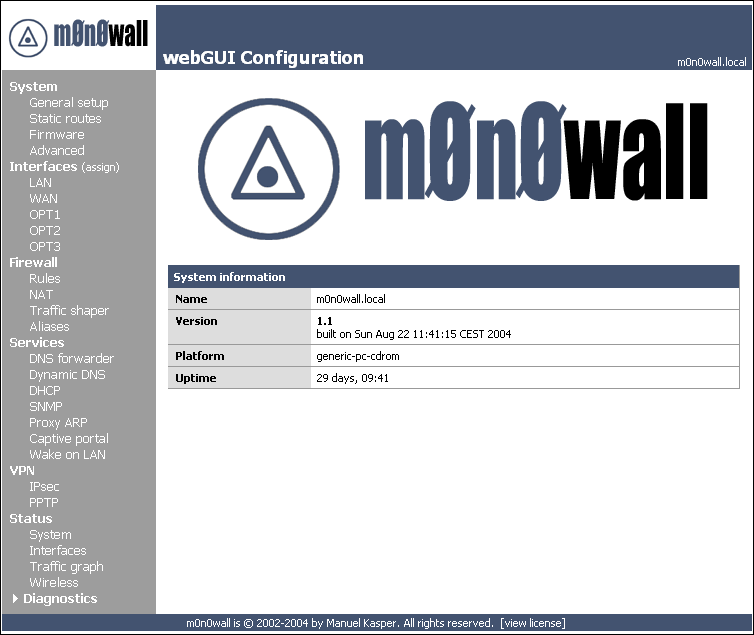 m0n0wall
webGUI Configuration
m0n0wall.local
System
General setup
Static routes
Firmware
Advanced
Interfaces (assign)
LAN
WAN
OPT1
OPT2
OPT3
Firewall
Rules
NAT
Traffic shaper
Aliases
Services
DNS forwarder
Dynamic DNS
DHCP
SNMP
Proxy ARP
Captive portal
Wake on LAN
VPN
IPsec
PPTP
Status
System
Interfaces
Traffic graph
Wireless
Diagnostics
m0n0wall
System information
Name m0n0wall.local
Version 1.1
built on Sun Aug 22 11:41:15 CEST 2004
Platform generic-pc-cdrom
Uptime 29 days, 09:41
m0n0wall is © 2002-2004 by Manuel Kasper. All rights reserved. [view license]